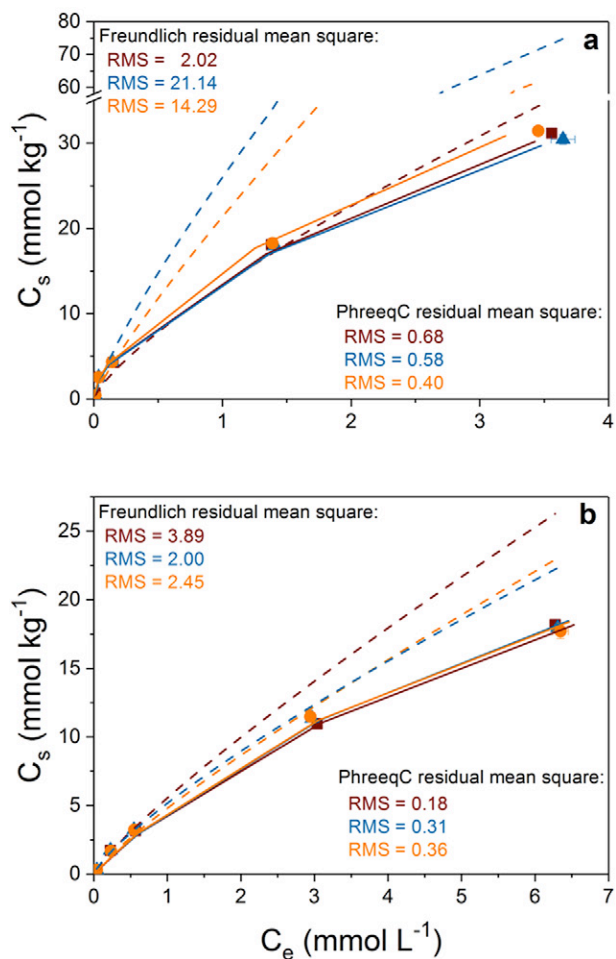 Freundlich residual mean square:
RMS = 2.02
RMS = 21.14
RMS = 14.29
a
80
70
60
30
20
10
0
C_s (mmol kg⁻¹)
PhreeqC residual mean square:
RMS = 0.68
RMS = 0.58
RMS = 0.40
0 1 2 3 4
Freundlich residual mean square:
RMS = 3.89
RMS = 2.00
RMS = 2.45
b
25
20
15
10
5
0
C_s (mmol kg⁻¹)
PhreeqC residual mean square:
RMS = 0.18
RMS = 0.31
RMS = 0.36
0 1 2 3 4 5 6 7
C_e (mmol L⁻¹)